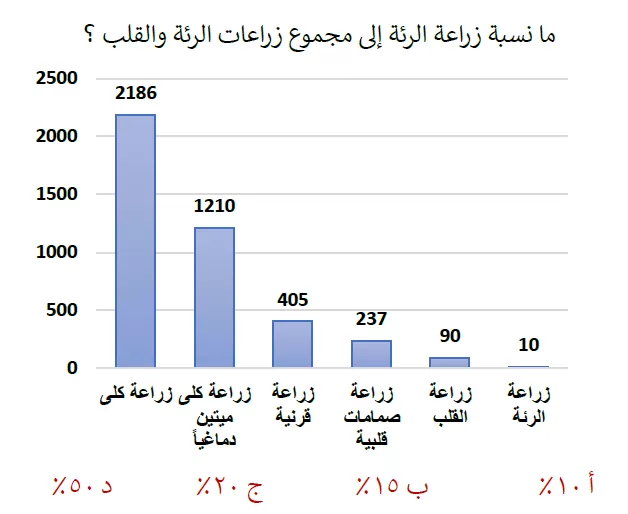 ما نسبة زراعة الرئة إلى مجموع زراعات الرئة والقلب ؟
2500
2000
1500
1000
500
0
2186
1210
405
237
90
10
زراعة كلى
زراعة كلى
ميتين
دماغياً
زراعة
قرنية
زراعة
صمامات
قلبية
زراعة
القلب
زراعة
الرئة
أ ١٠٪
ب ١٥٪
ج ٢٠٪
د ٥٠٪